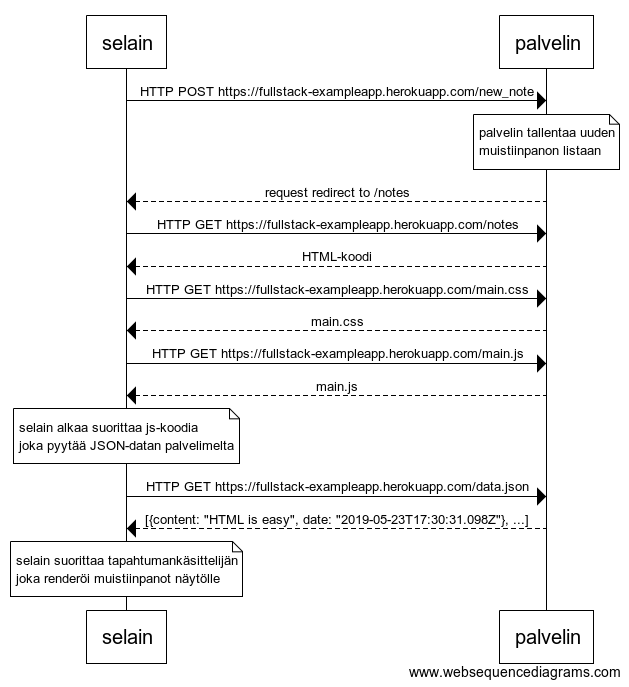 selain
palvelin
HTTP POST https://fullstack-exampleapp.herokuapp.com/new_note
palvelin tallentaa uuden
muistiinpanon listaan
request redirect to /notes
HTTP GET https://fullstack-exampleapp.herokuapp.com/notes
HTML-koodi
HTTP GET https://fullstack-exampleapp.herokuapp.com/main.css
main.css
HTTP GET https://fullstack-exampleapp.herokuapp.com/main.js
main.js
selain alkaa suorittaa js-koodia
joka pyytää JSON-datan palvelimelta
HTTP GET https://fullstack-exampleapp.herokuapp.com/data.json
[{content: "HTML is easy", date: "2019-05-23T17:30:31.098Z"}, ...]
selain suorittaa tapahtumankäsittelijän
joka renderöi muistiinpanot näytölle
selain
palvelin
www.websequencediagrams.com